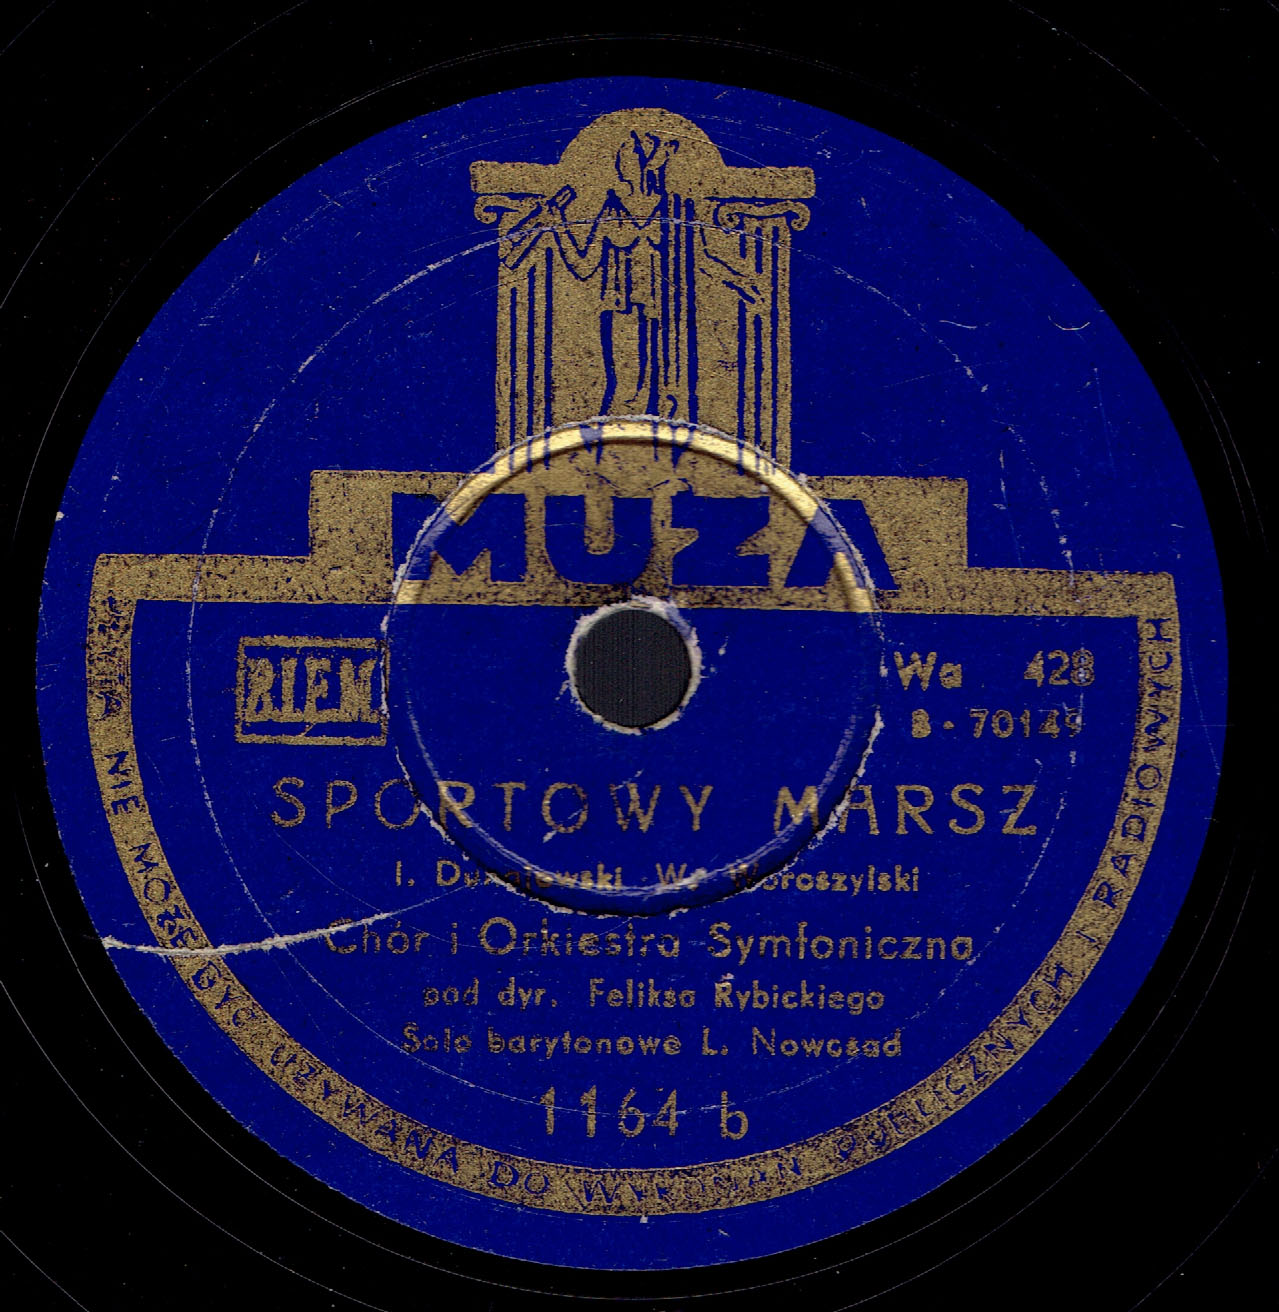 MUZA
BIEM
Wa 428
B - 70149
SPORTOWY MARSZ
I. Dunajewski W. Woroszylski
Chór i Orkiestra Symfoniczna
pod dyr. Feliksa Rybickiego
Solo barytonowe L. Nowosad
1164 b
NIE MOŻE BYĆ UŻYWANA DO WYKONAŃ PUBLICZNYCH I RADIOWYCH